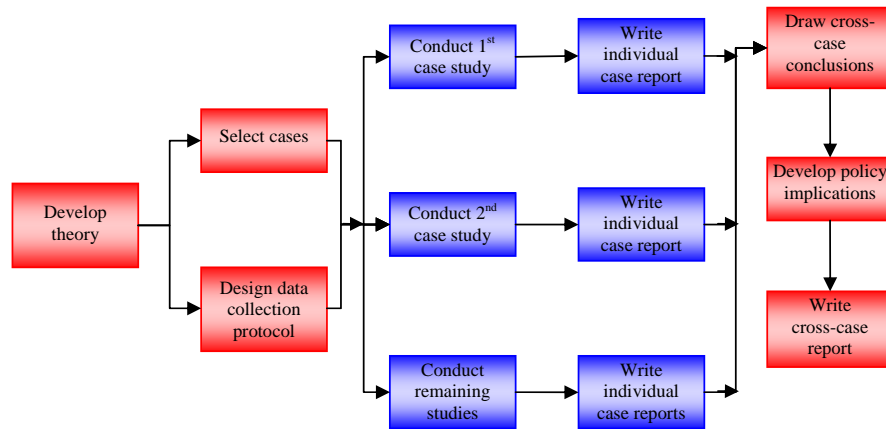 Develop
theory
Select cases
Design data
collection
protocol
Conduct 1st
case study
Write
individual
case report
Conduct 2nd
case study
Write
individual
case report
Conduct
remaining
studies
Write
individual
case reports
Draw cross-
case
conclusions
Develop policy
implications
Write
cross-case
report